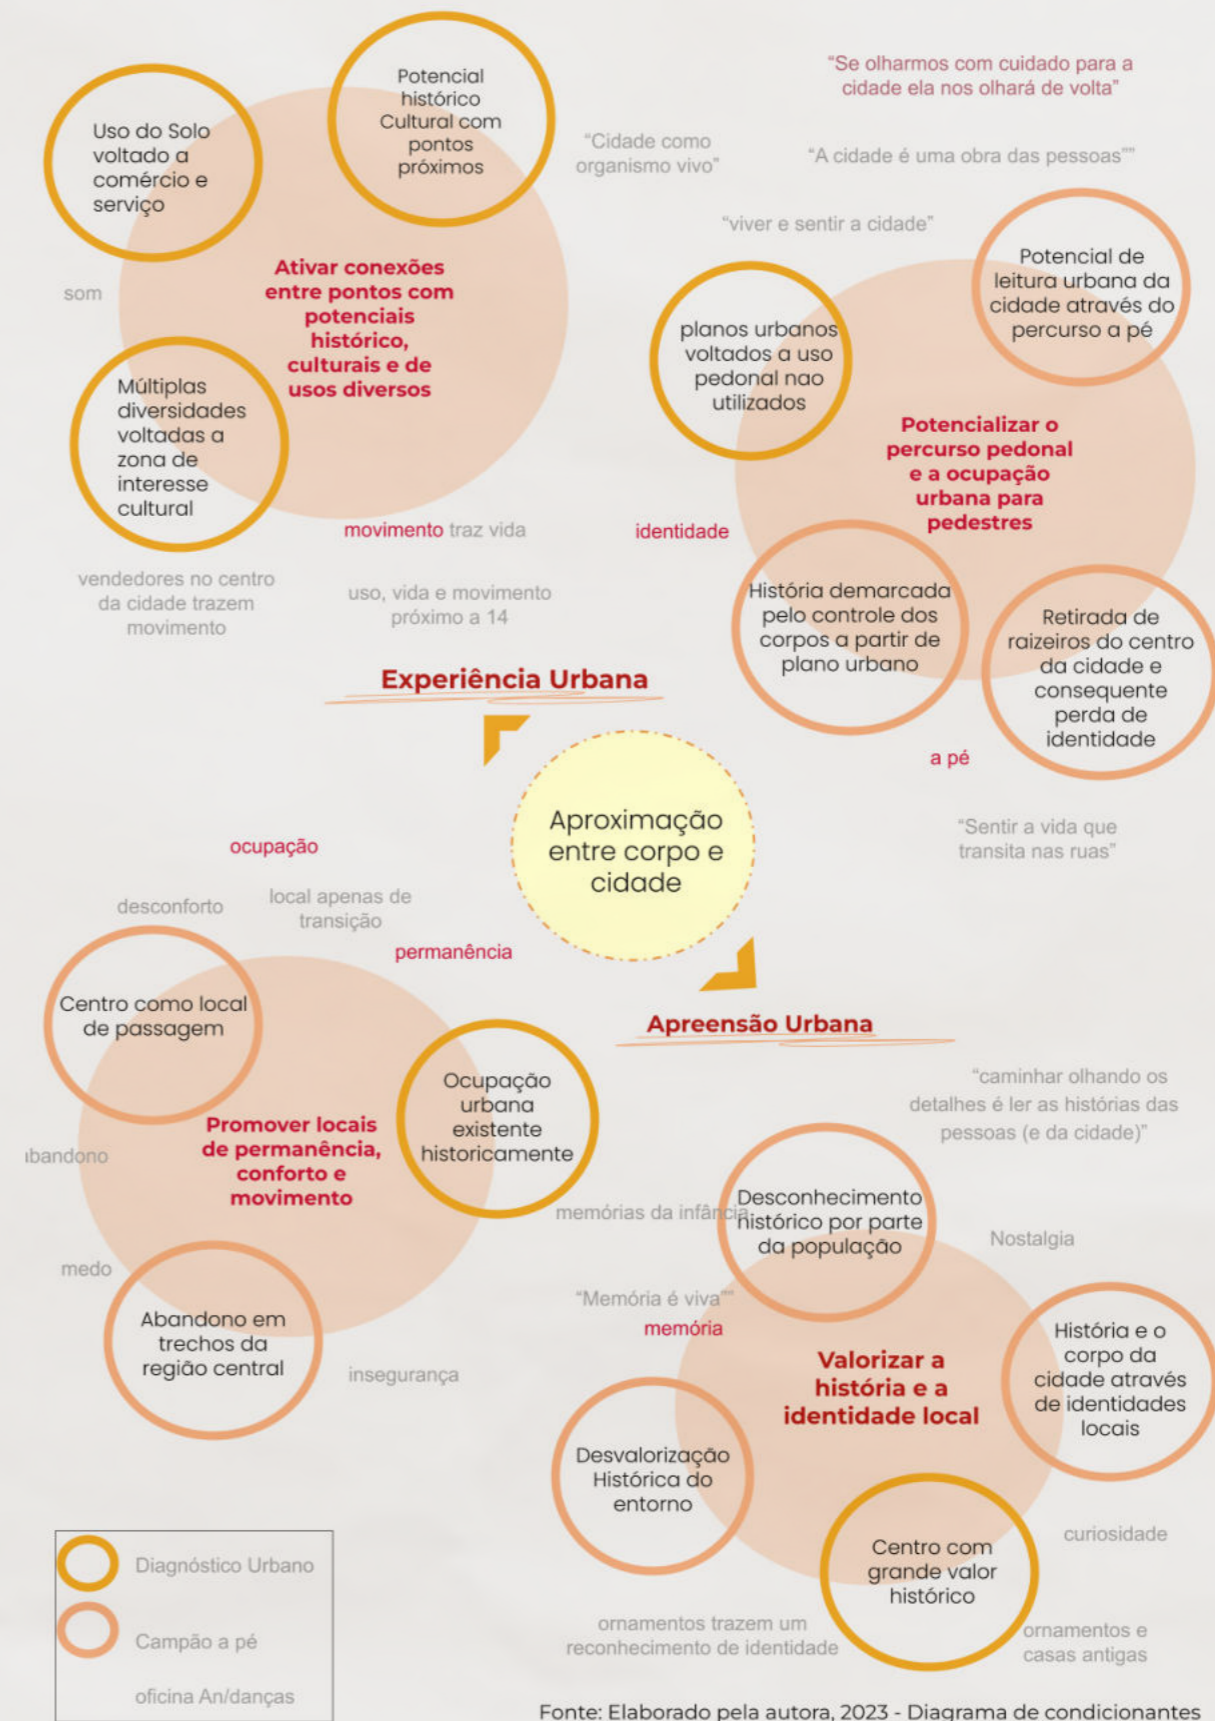 "Se olharmos com cuidado para a
cidade ela nos olhará de volta"
Potencial
histórico
Cultural com
pontos
próximos
Uso do Solo
voltado a
comércio e
serviço
"Cidade como
organismo vivo"
"A cidade é uma obra das pessoas""
"viver e sentir a cidade"
Ativar conexões
entre pontos com
potenciais
histórico,
culturais e de
usos diversos
som
Múltiplas
diversidades
voltadas a
zona de
interesse
cultural
Potencial de
leitura urbana da
cidade através do
percurso a pé
planos urbanos
voltados a uso
pedonal nao
utilizados
Potencializar o
percurso pedonal
e a ocupação
urbana para
pedestres
movimento traz vida
identidade
vendedores no centro
da cidade trazem
movimento
uso, vida e movimento
próximo a 14
História demarcada
pelo controle dos
corpos a partir de
plano urbano
Retirada de
raizeiros do centro
da cidade e
consequente
perda de
identidade
Experiência Urbana
a pé
Aproximação
entre corpo e
cidade
"Sentir a vida que
transita nas ruas"
ocupação
desconforto
local apenas de
transição
permanência
Centro como local
de passagem
Apreensão Urbana
Ocupação
urbana
existente
historicamente
Promover locais
de permanência,
conforto e
movimento
bandono
medo
Abandono em
trechos da
região central
insegurança
"caminhar olhando os
detalhes é ler as histórias das
pessoas (e da cidade)"
memórias da infância
Desconhecimento
histórico por parte
da população
Nostalgia
"Memória é viva""
memória
Valorizar a
história e a
identidade local
História e o
corpo da
cidade através
de identidades
locais
Desvalorização
Histórica do
entorno
Centro com
grande valor
histórico
curiosidade
ornamentos trazem um
reconhecimento de identidade
ornamentos e
casas antigas
Diagnóstico Urbano
Campão a pé
oficina An/danças
Fonte: Elaborado pela autora, 2023 - Diagrama de condicionantes